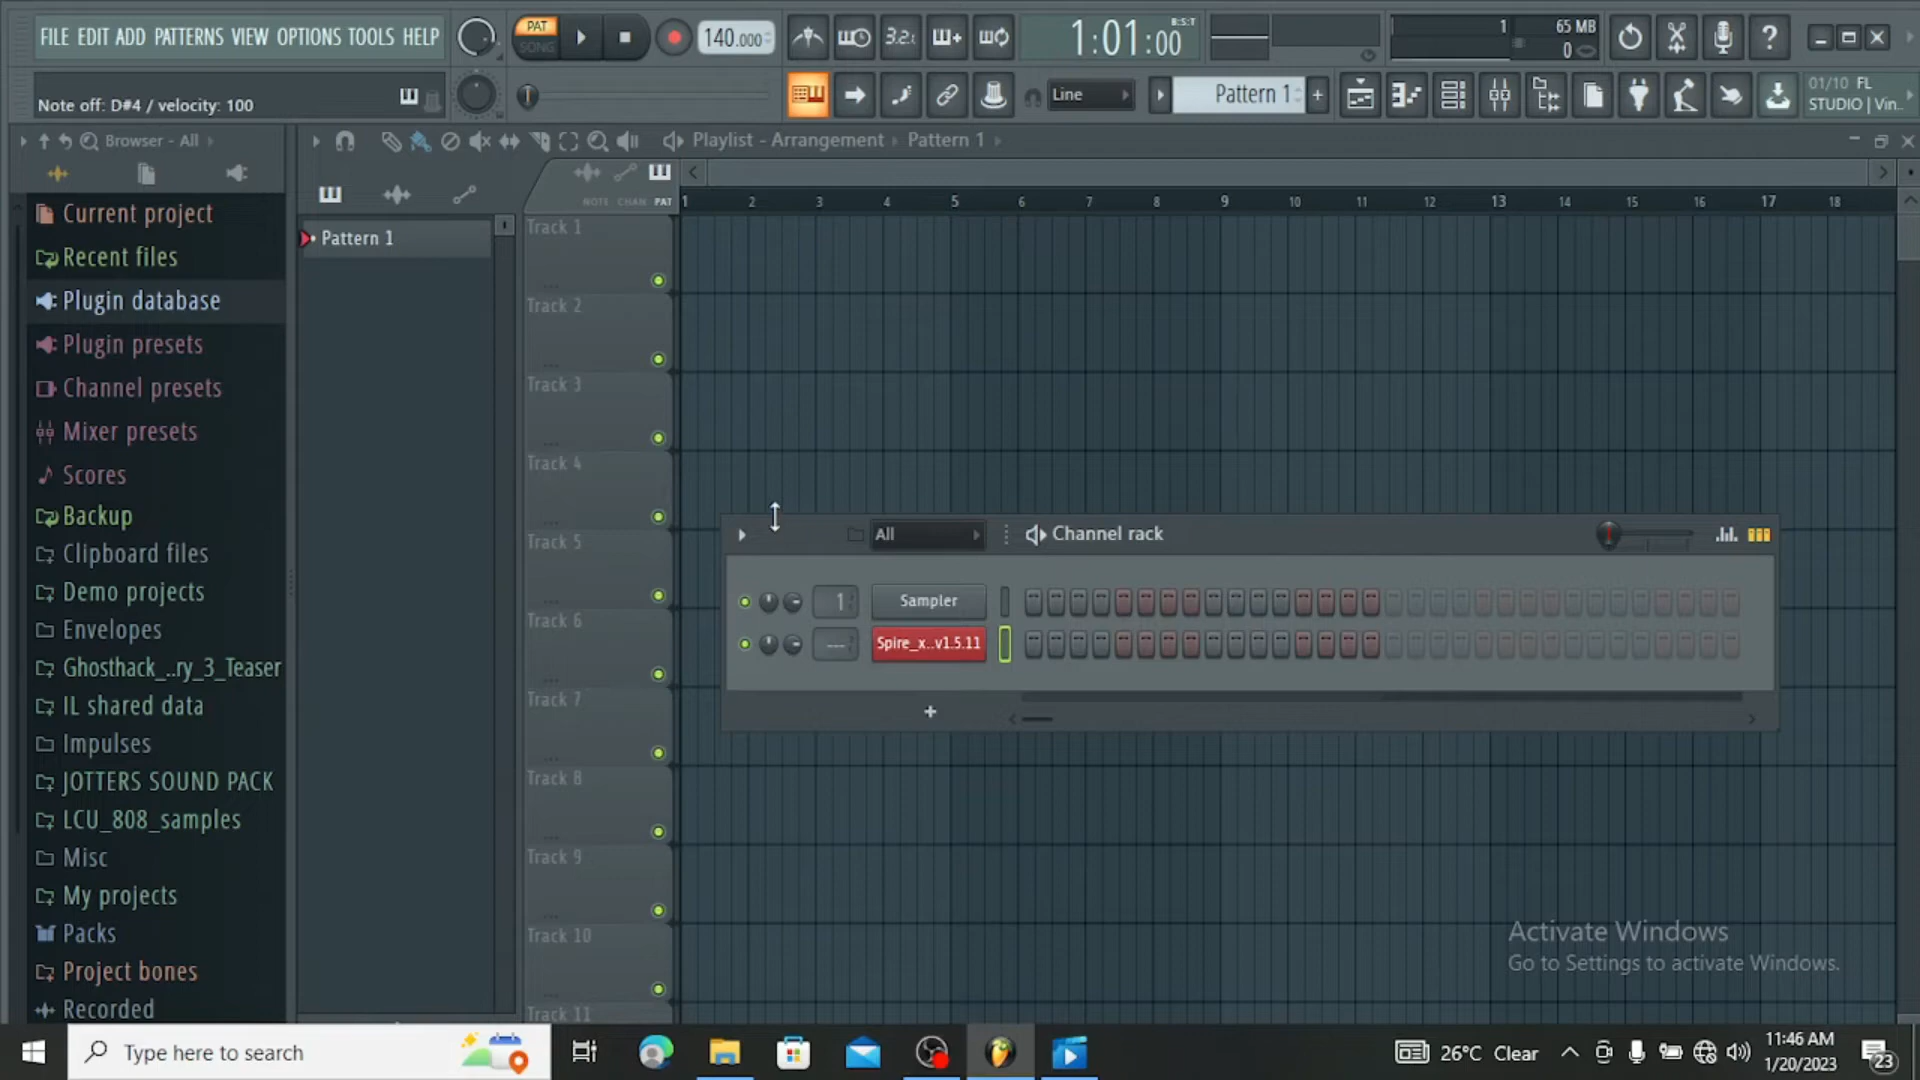 FILE EDIT ADD PATTERNS VIEW OPTIONS TOOLS HELP
PAT
SONG
140.000
3.2.
1:01:00
B:S:T
1
65 MB
0
Note off: D#4 / velocity: 100
Line
Pattern 1
+
01/10 FL
STUDIO | Vin..
Browser - All
Playlist - Arrangement › Pattern 1 ›
NOTE CHAN PAT
1 2 3 4 5 6 7 8 9 10 11 12 13 14 15 16 17 18
Current project
Recent files
Plugin database
Plugin presets
Channel presets
Mixer presets
Scores
Backup
Clipboard files
Demo projects
Envelopes
Ghosthack_..ry_3_Teaser
IL shared data
Impulses
JOTTERS SOUND PACK
LCU_808_samples
Misc
My projects
Packs
Project bones
Recorded
Pattern 1
Track 1
Track 2
Track 3
Track 4
Track 5
Track 6
Track 7
Track 8
Track 9
Track 10
Track 11
All
Channel rack
1
Sampler
---
Spire_x..v1.5.11
+
Activate Windows
Go to Settings to activate Windows.
Type here to search
26°C Clear
11:46 AM
1/20/2023
23